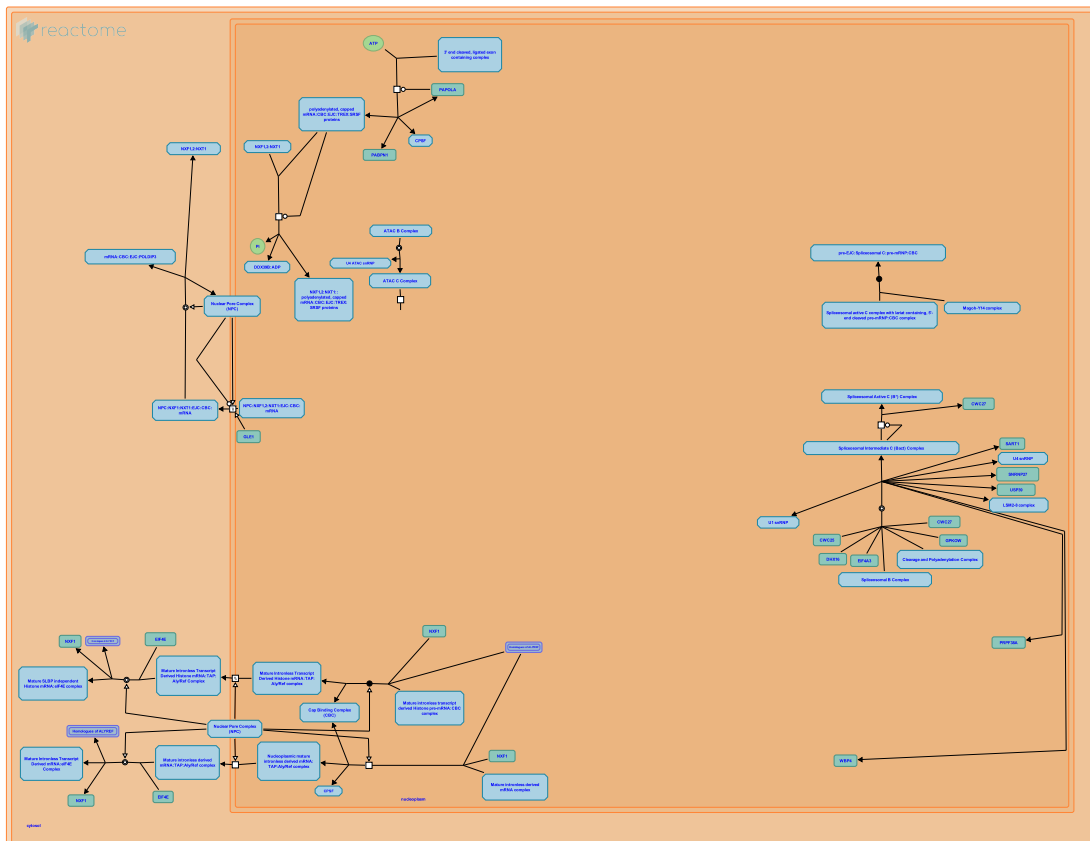 reactome
ATP
3' end cleaved, ligated exon
containing complex
PAPOLA
polyadenylated, capped
mRNA:CBC:EJC:TREX:SRSF
proteins
CPSF
PABPN1
NXF1,2:NXT1
NXF1,2:NXT1
ATAC B Complex
Pi
mRNA:CBC:EJC:POLDIP3
U4 ATAC snRNP
DDX39B:ADP
ATAC C Complex
pre-EJC:Spliceosomal C: pre-mRNP:CBC
NXF1,2:NXT1:
polyadenylated, capped
mRNA:CBC:EJC:TREX:
SRSF proteins
Nuclear Pore Complex
(NPC)
Magoh-Y14 complex
Spliceosomal active C complex with lariat containing, 5'-
end cleaved pre-mRNP:CBC complex
Spliceosomal Active C (B*) Complex
CWC27
NPC:NXF1:NXT1:EJC:CBC:
mRNA
NPC:NXF1,2:NXT1:EJC:CBC:
mRNA
GLE1
SART1
Spliceosomal Intermediate C (Bact) Complex
U4 snRNP
SNRNP27
USP39
LSM2-8 complex
U1 snRNP
CWC27
CWC25
GPKOW
DHX16
EIF4A3
Cleavage and Polyadenylation Complex
Spliceosomal B Complex
PRPF38A
NXF1
EIF4E
NXF1
Mature SLBP independent
Histone mRNA:eIF4E complex
Mature Intronless Transcript
Derived Histone mRNA:TAP:
Aly/Ref Complex
Mature Intronless Transcript
Derived Histone mRNA:TAP:
Aly/Ref complex
Cap Binding Complex
(CBC)
Mature intronless transcript
derived Histone pre-mRNA:CBC
complex
Homologues of ALYREF
Nuclear Pore Complex
(NPC)
Mature Intronless Transcript
Derived mRNA:eIF4E
Complex
Mature intronless derived
mRNA:TAP:Aly/Ref complex
Nucleoplasmic mature
intronless derived mRNA:
TAP:Aly/Ref complex
NXF1
WBP4
Mature intronless derived
mRNA complex
CPSF
NXF1
EIF4E
nucleoplasm
cytosol